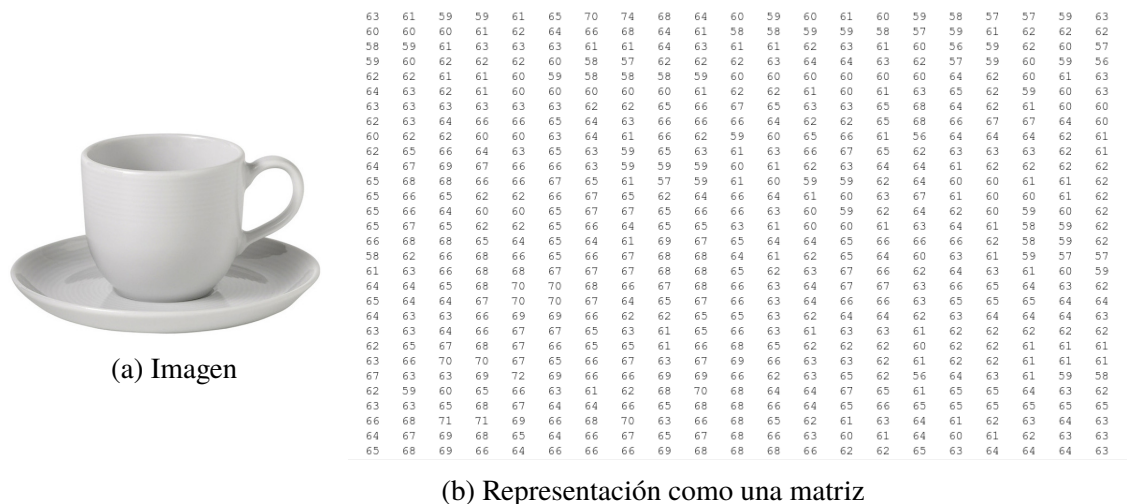 (a) Imagen
63 61 59 59 61 65 70 74 68 64 60 59 60 61 60 59 58 57 57 59 63
60 60 60 61 62 64 66 68 64 61 58 58 59 59 58 57 59 61 62 62 62
58 59 61 63 63 63 61 61 64 63 61 61 62 63 61 60 56 59 62 60 57
59 60 62 62 62 60 58 57 62 62 62 63 64 64 63 62 57 59 60 59 56
62 62 61 61 60 59 58 58 58 59 60 60 60 60 60 60 64 62 60 61 63
64 63 62 61 60 60 60 60 60 61 62 62 61 60 61 63 65 62 59 60 63
63 63 63 63 63 63 62 62 65 66 67 65 63 63 65 68 64 62 61 60 60
62 63 64 66 66 65 64 63 66 66 66 64 62 62 65 68 66 67 67 64 60
60 62 62 60 60 63 64 61 66 62 59 60 65 66 61 56 64 64 64 62 61
62 65 66 64 63 65 63 59 65 63 61 63 66 67 65 62 63 63 63 62 61
64 67 69 67 66 66 63 59 59 59 60 61 62 63 64 64 61 62 62 62 62
65 68 68 66 66 67 65 61 57 59 61 60 59 59 62 64 60 60 61 61 62
65 66 65 62 62 66 67 65 62 64 66 64 61 60 63 67 61 60 60 61 62
65 66 64 60 60 65 67 67 65 66 66 63 60 59 62 64 62 60 59 60 62
65 67 65 62 62 65 66 64 65 65 63 61 60 60 61 63 64 61 58 59 62
66 68 68 65 64 65 64 61 69 67 65 64 64 65 66 66 66 62 58 59 62
58 62 66 68 66 65 66 67 68 68 64 61 62 65 64 60 63 61 59 57 57
61 63 66 68 68 67 67 67 68 68 65 62 63 67 66 62 64 63 61 60 59
64 64 65 68 70 70 68 66 67 68 66 63 64 67 67 63 66 65 64 63 62
65 64 64 67 70 70 67 64 65 67 66 63 64 66 66 63 65 65 65 64 64
64 63 63 66 69 69 66 62 62 65 65 63 62 64 64 62 63 64 64 64 63
63 63 64 66 67 67 65 63 61 65 66 63 61 63 63 61 62 62 62 62 62
62 65 67 68 67 66 65 65 61 66 68 65 62 62 62 60 62 62 61 61 61
63 66 70 70 67 65 66 67 63 67 69 66 63 63 62 61 62 62 61 61 61
67 63 63 69 72 69 66 66 69 69 66 62 63 65 62 56 64 63 61 59 58
62 59 60 65 66 63 61 62 68 70 68 64 64 67 65 61 65 65 64 63 62
63 63 65 68 67 64 64 66 65 68 68 66 64 65 66 65 65 65 65 65 65
66 68 71 71 69 66 68 70 63 66 68 65 62 61 63 64 61 62 63 64 63
64 67 69 68 65 64 66 67 65 67 68 66 63 60 61 64 60 61 62 63 63
65 68 69 66 64 66 66 66 69 68 68 68 66 62 62 65 63 64 64 64 63
(b) Representación como una matriz